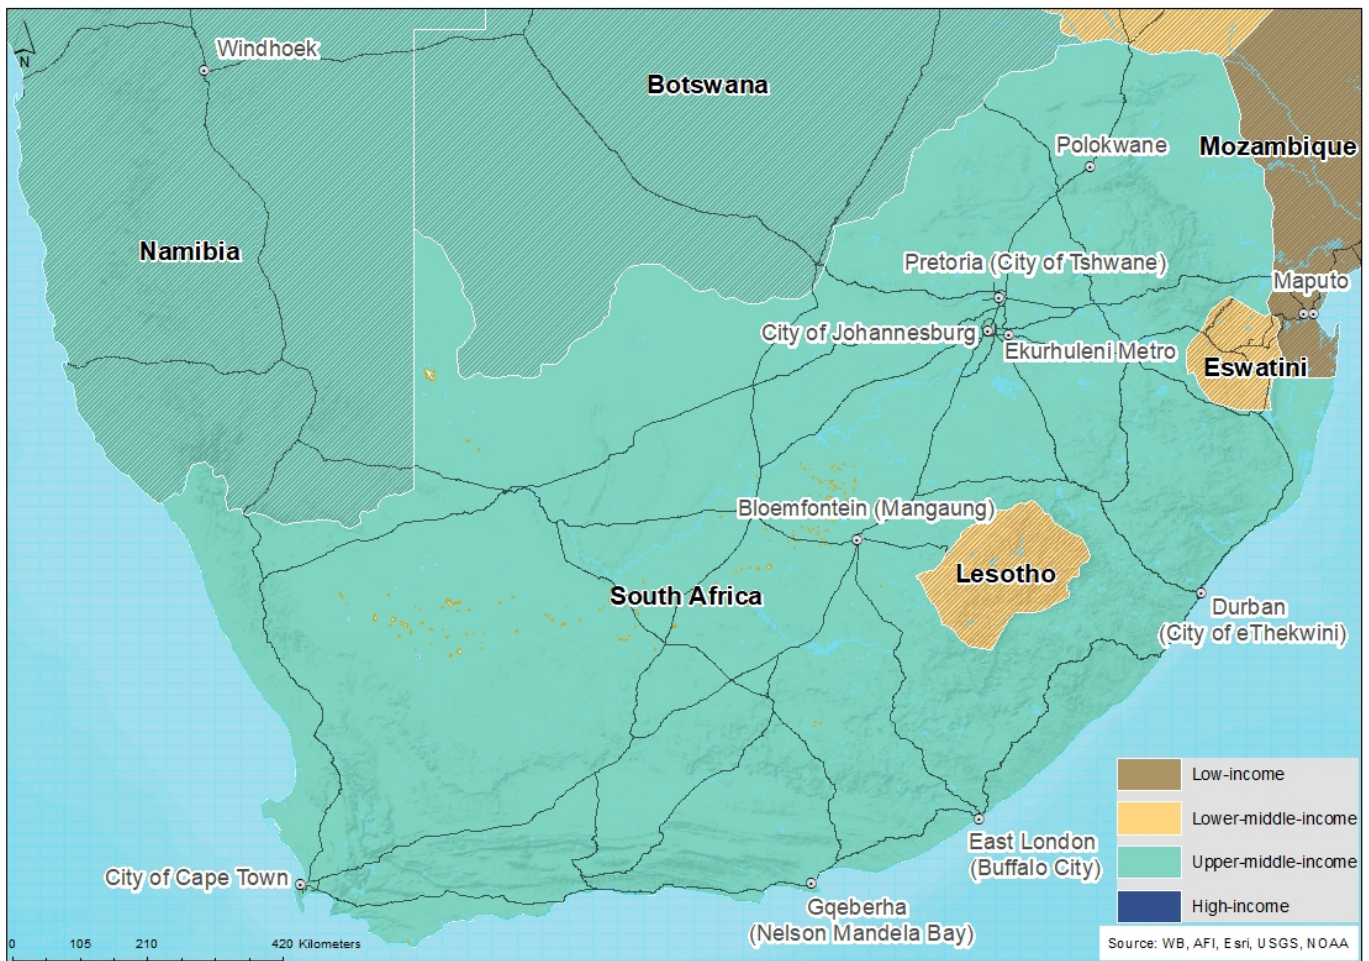 N
Windhoek
Botswana
Polokwane
Mozambique
Namibia
Pretoria (City of Tshwane)
Maputo
City of Johannesburg
Ekurhuleni Metro
Eswatini
Bloemfontein (Mangaung)
Lesotho
South Africa
Durban
(City of eThekwini)
Low-income
Lower-middle-income
Upper-middle-income
High-income
East London
(Buffalo City)
City of Cape Town
Gqeberha
(Nelson Mandela Bay)
0 105 210 420 Kilometers
Source: WB, AFI, Esri, USGS, NOAA